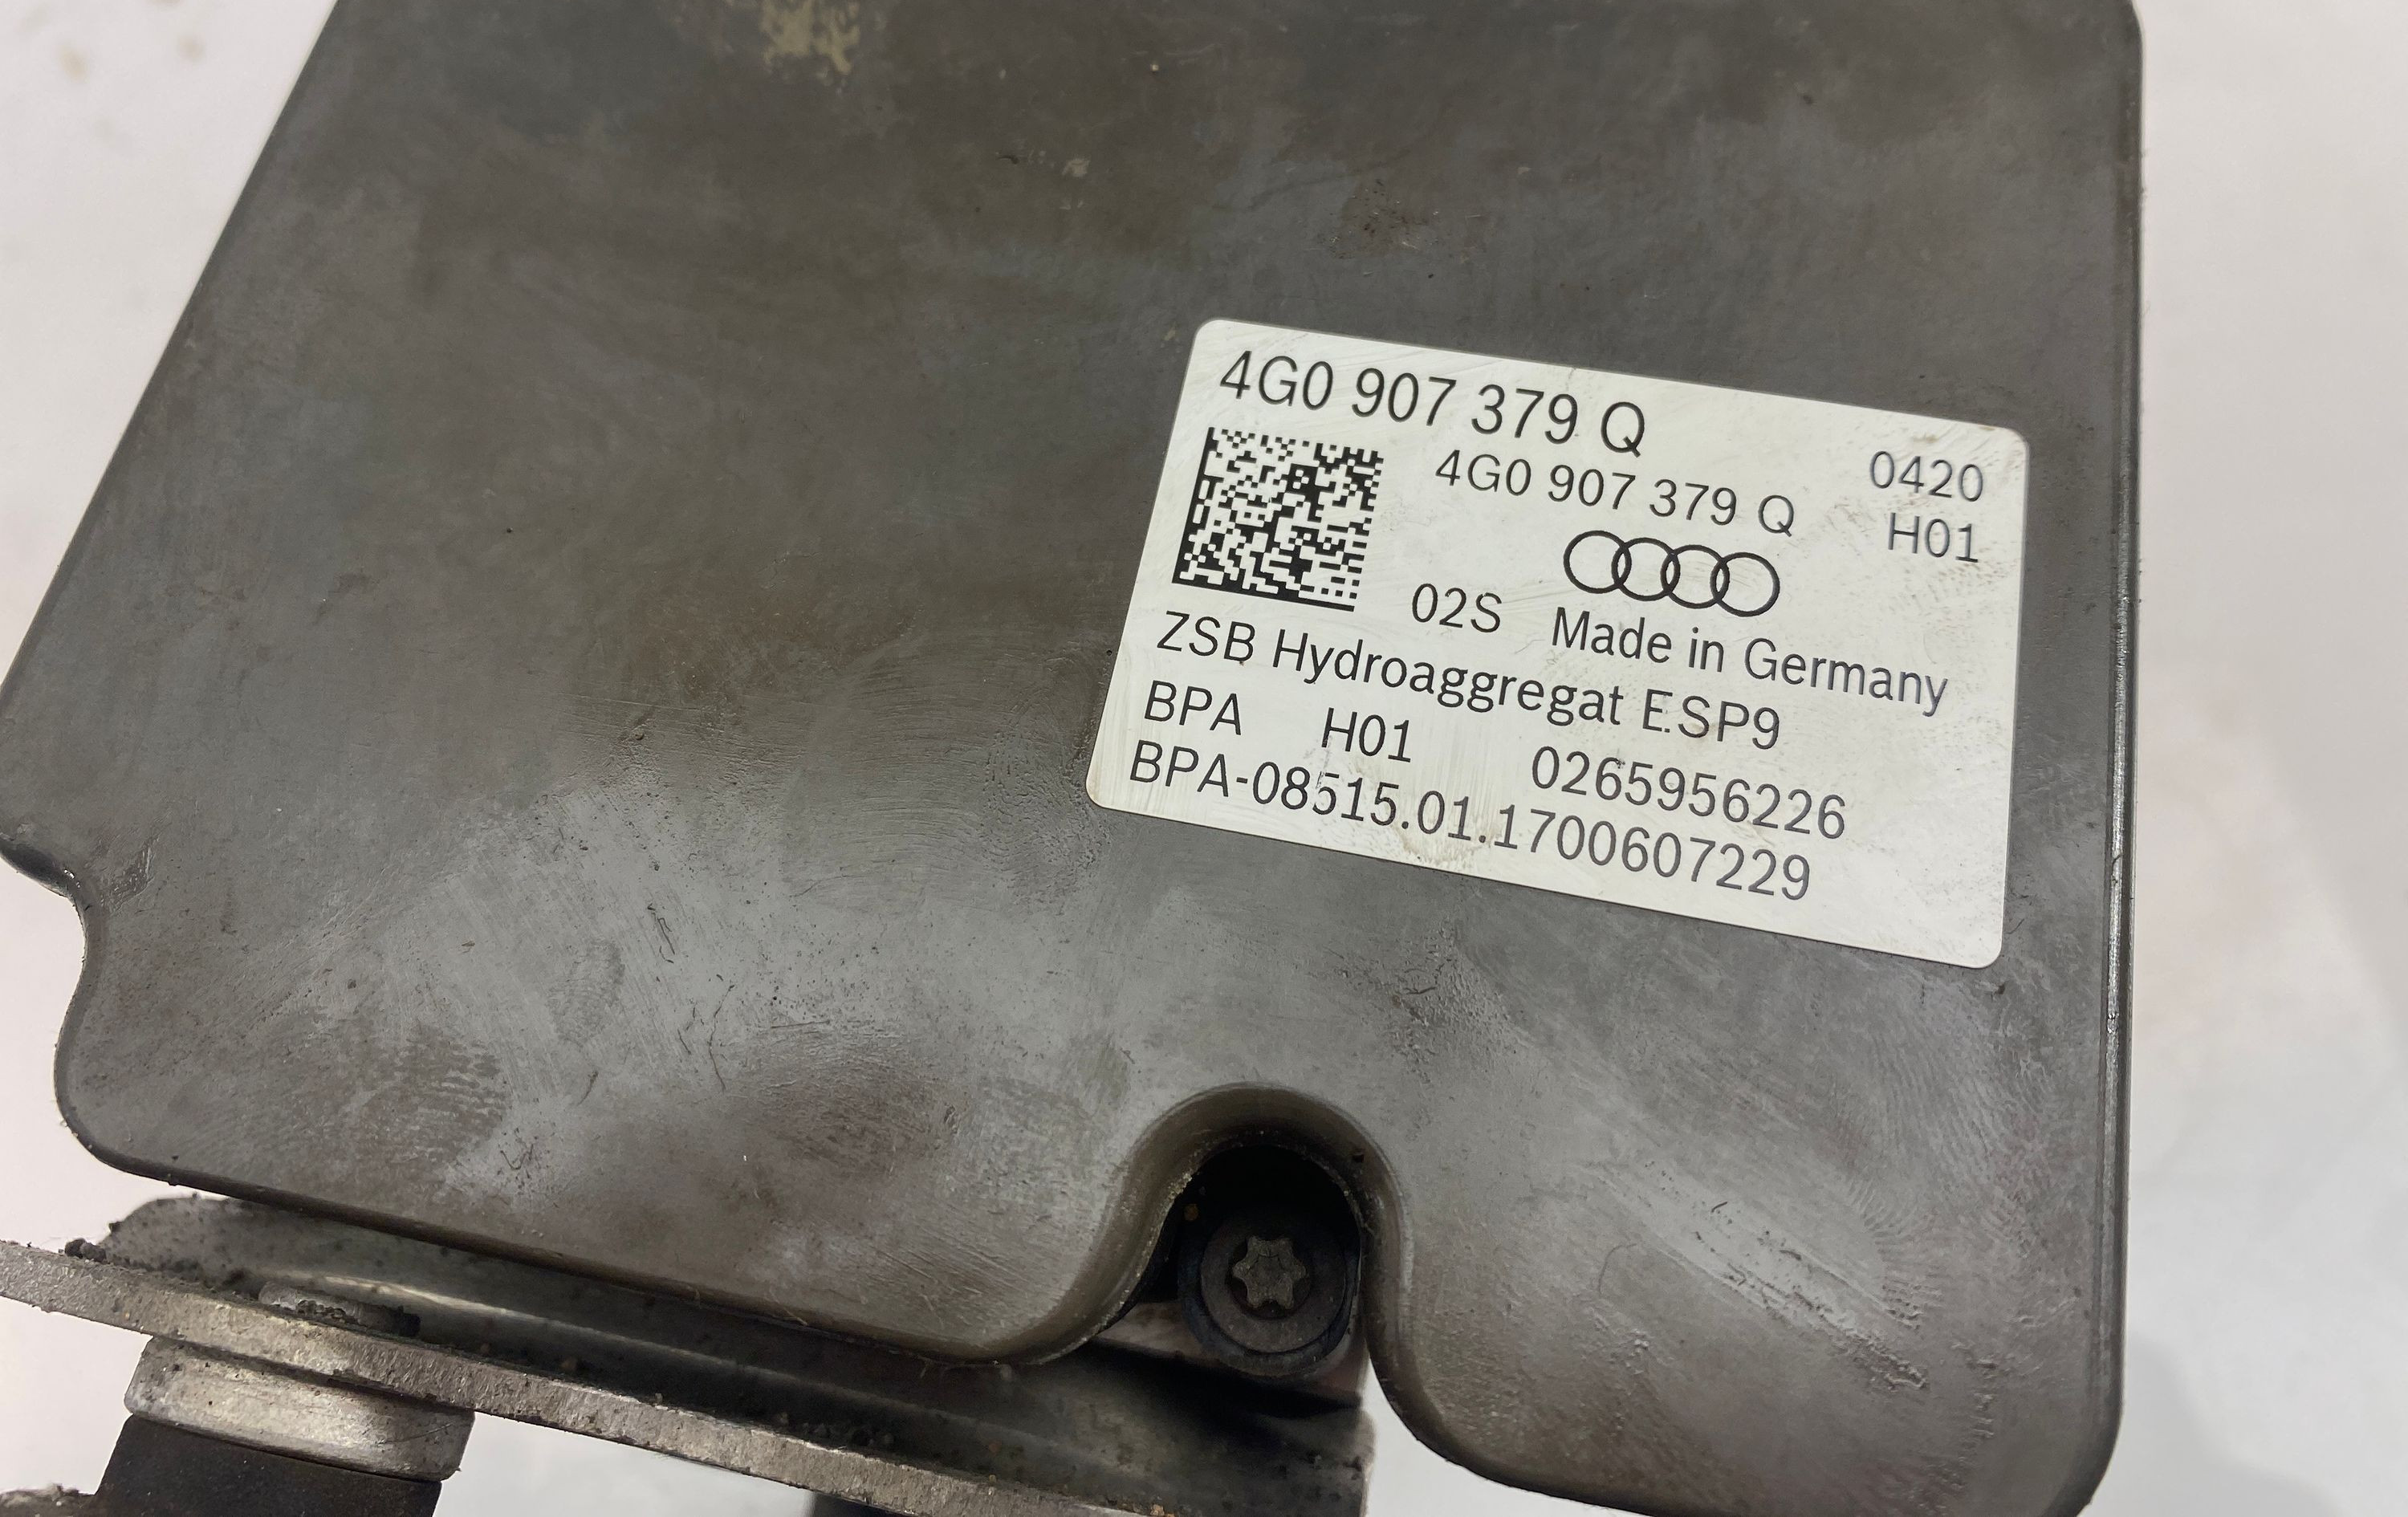 4G0 907 379 Q
4G0 907 379 Q 0420
H01
02S Made in Germany
ZSB Hydroaggregat ESP9
BPA H01 0265956226
BPA-08515.01.1700607229